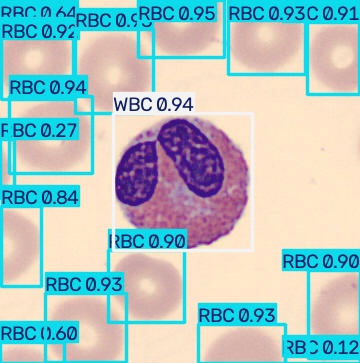 RBC 0.64
RBC 0.95
RBC 0.93
C 0.91
RBC 0.92
RBC 0.94
WBC 0.94
0.27
RBC 0.84
RBC 0.90
RBC 0.90
RBC 0.93
RBC 0.93
RBC 0.60
RBC 0.12